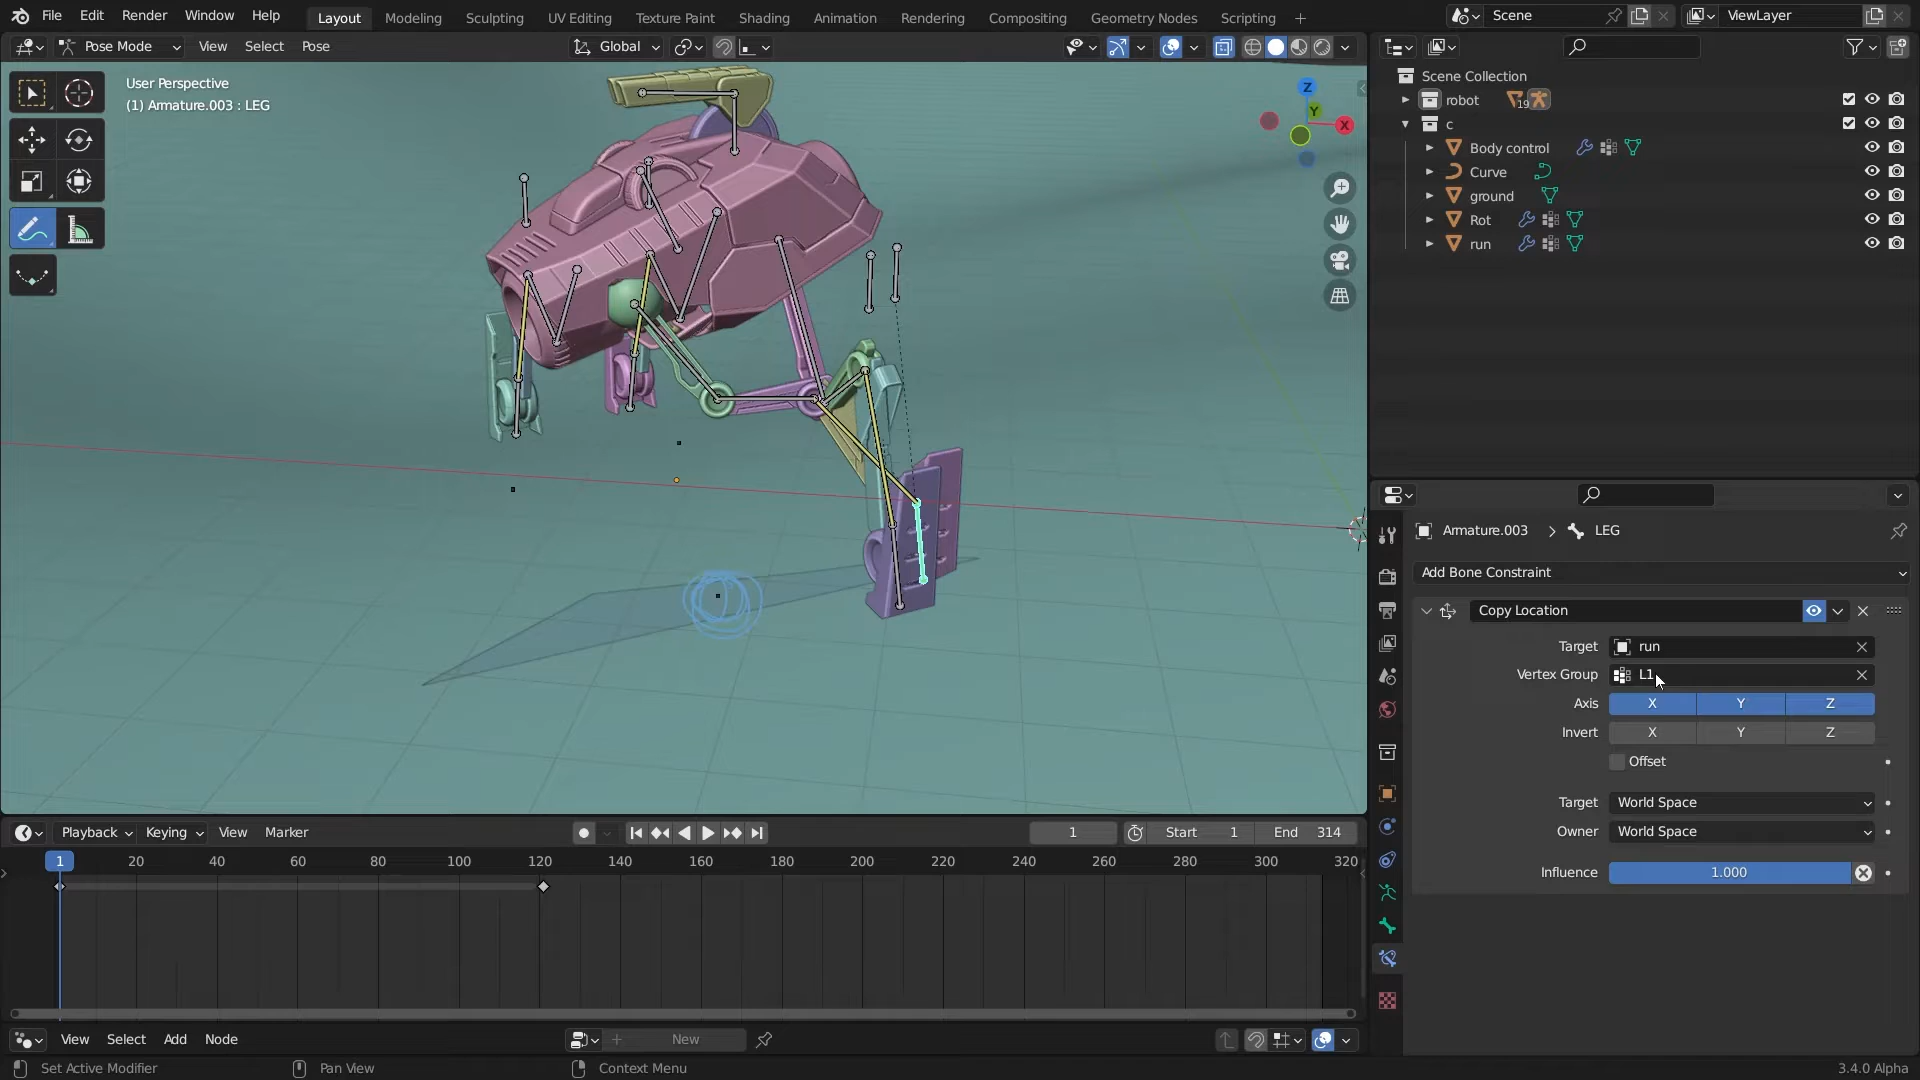 File Edit Render Window Help Layout Modeling Sculpting UV Editing Texture Paint Shading Animation Rendering Compositing Geometry Nodes Scripting + Scene ViewLayer
Pose Mode View Select Pose Global
User Perspective
(1) Armature.003 : LEG
Z
Y
X
Scene Collection
robot 19
c
Body control
Curve
ground
Rot
run
Armature.003 > LEG
Add Bone Constraint
Copy Location
Target run
Vertex Group L1
Axis X Y Z
Invert X Y Z
Offset
Target World Space
Owner World Space
Influence 1.000
Playback Keying View Marker 1 Start 1 End 314
1 20 40 60 80 100 120 140 160 180 200 220 240 260 280 300 320
View Select Add Node New
Set Active Modifier Pan View Context Menu 3.4.0 Alpha